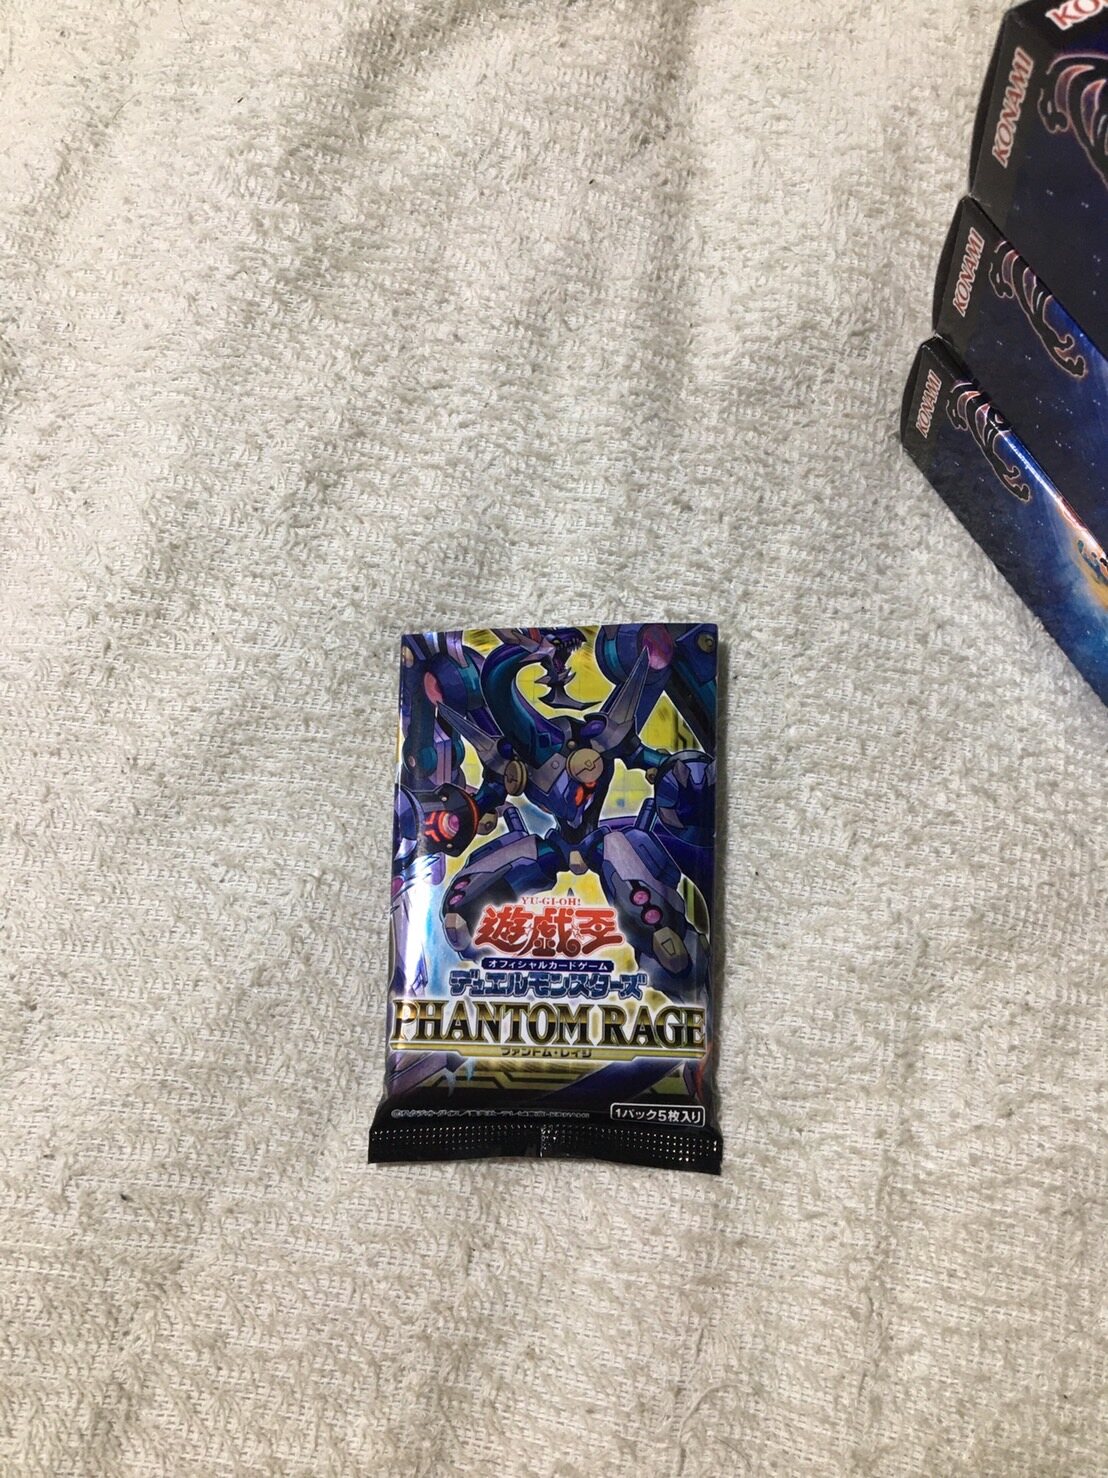 KO
KONAMI
KONAMI
KONAMI
YU-GI-OH!
遊戯王
オフィシャルカードゲーム
デュエルモンスターズ
PHANTOM RAGE
ファントム・レイジ
1パック5枚入り